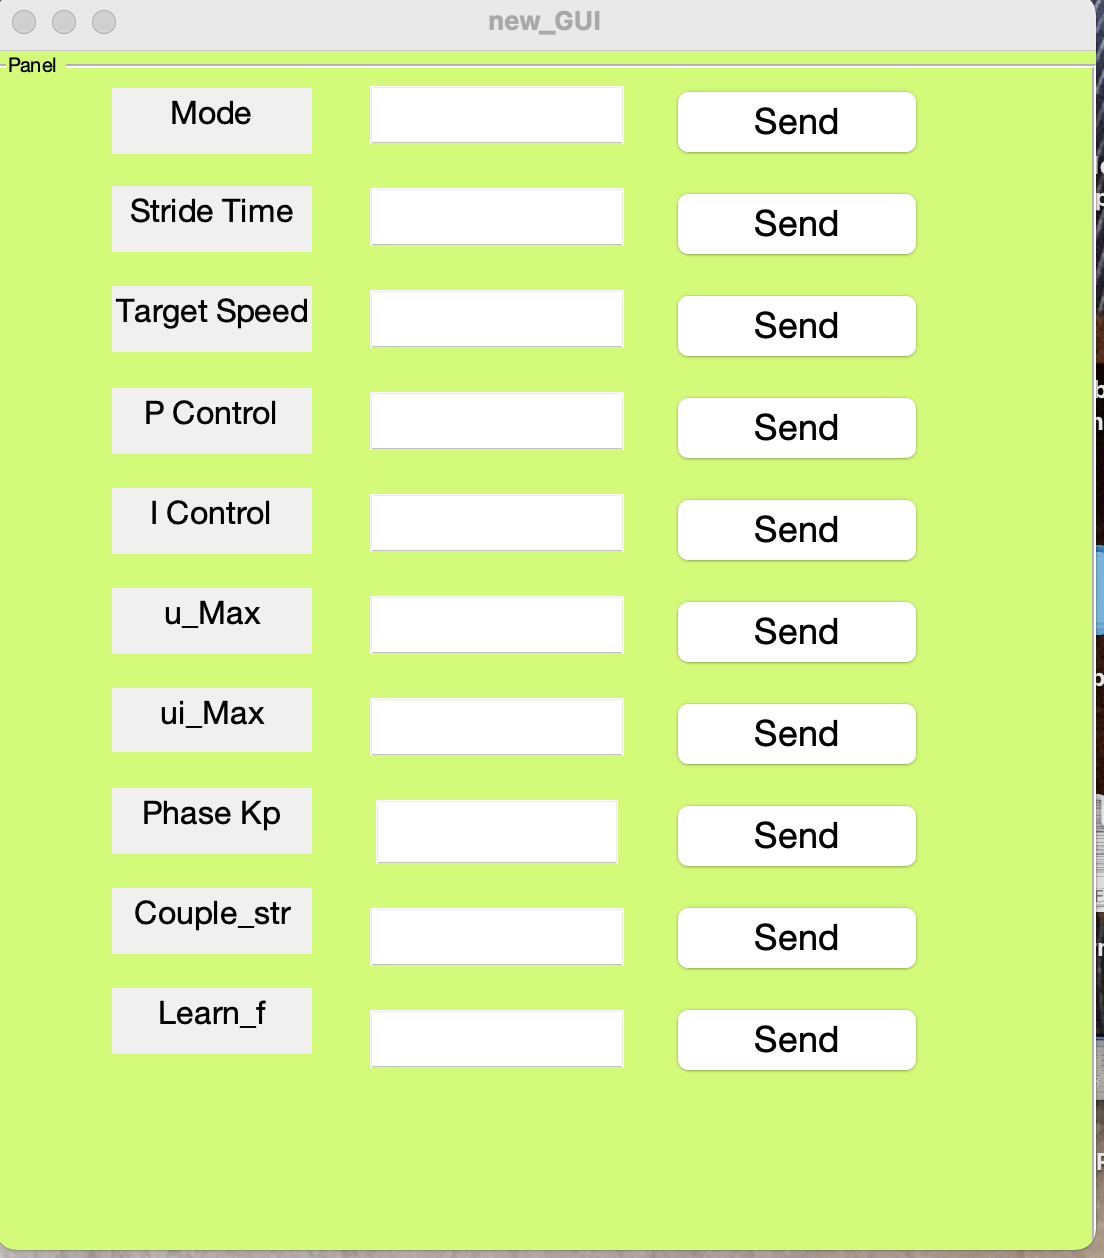 new_GUI
Panel
Mode Send
Stride Time Send
Target Speed Send
P Control Send
I Control Send
u_Max Send
ui_Max Send
Phase Kp Send
Couple_str Send
Learn_f Send